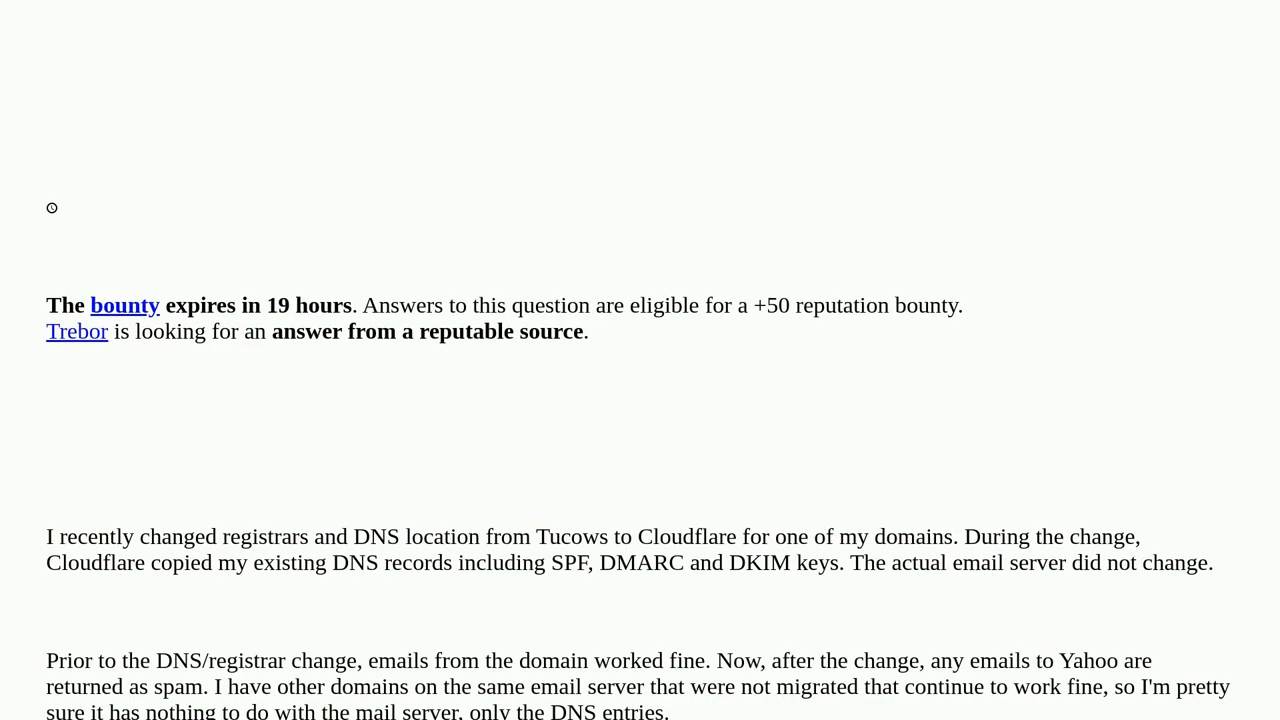 The bounty expires in 19 hours. Answers to this question are eligible for a +50 reputation bounty.
Trebor is looking for an answer from a reputable source.
I recently changed registrars and DNS location from Tucows to Cloudflare for one of my domains. During the change,
Cloudflare copied my existing DNS records including SPF, DMARC and DKIM keys. The actual email server did not change.
Prior to the DNS/registrar change, emails from the domain worked fine. Now, after the change, any emails to Yahoo are
returned as spam. I have other domains on the same email server that were not migrated that continue to work fine, so I'm pretty
sure it has nothing to do with the mail server, only the DNS entries.